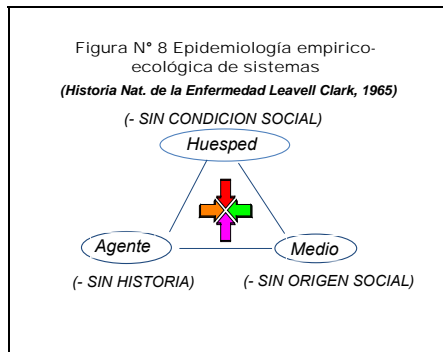 Figura N° 8 Epidemiología empirico-
ecológica de sistemas
(Historia Nat. de la Enfermedad Leavell Clark, 1965)
(- SIN CONDICION SOCIAL)
Huesped
Agente
Medio
(- SIN HISTORIA)
(- SIN ORIGEN SOCIAL)